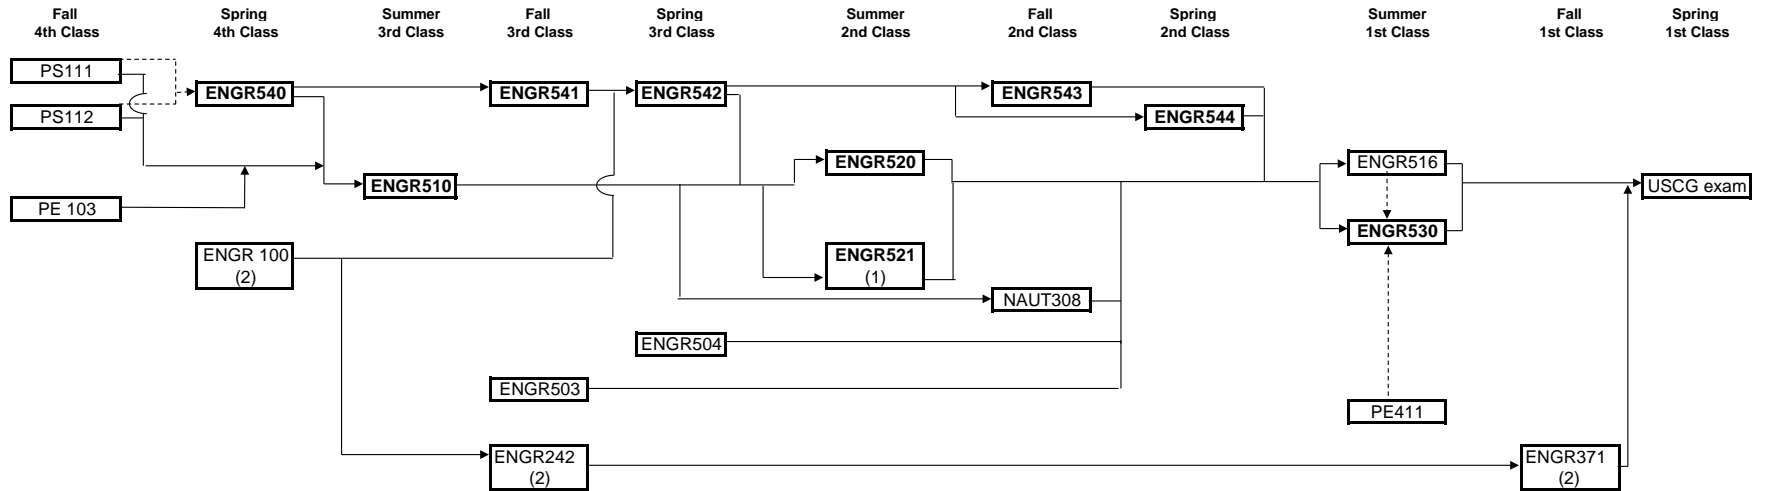 Fall Spring Summer Fall Spring Summer Fall Spring Summer Fall Spring
4th Class 4th Class 3rd Class 3rd Class 3rd Class 2nd Class 2nd Class 2nd Class 1st Class 1st Class 1st Class
PS111
ENGR540 ENGR541 ENGR542 ENGR543
PS112 ENGR544
ENGR520 ENGR516
ENGR510 USCG exam
PE 103
ENGR530
ENGR 100 ENGR521
(2) (1)
NAUT308
ENGR504
ENGR503
PE411
ENGR242 ENGR371
(2) (2)